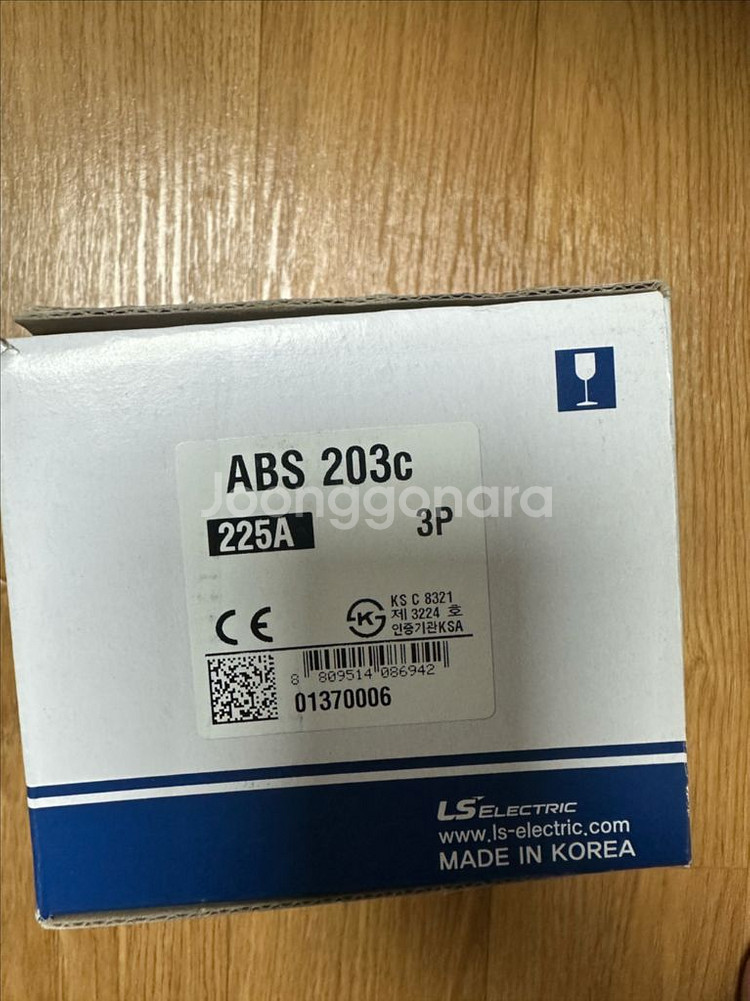 ABS 203c
Joonggonara
225A
3P
CE
K
KS C 8321
제 3224 호
인증기관KSA
8 809514 086942
01370006
LS ELECTRIC
www.ls-electric.com
MADE IN KOREA